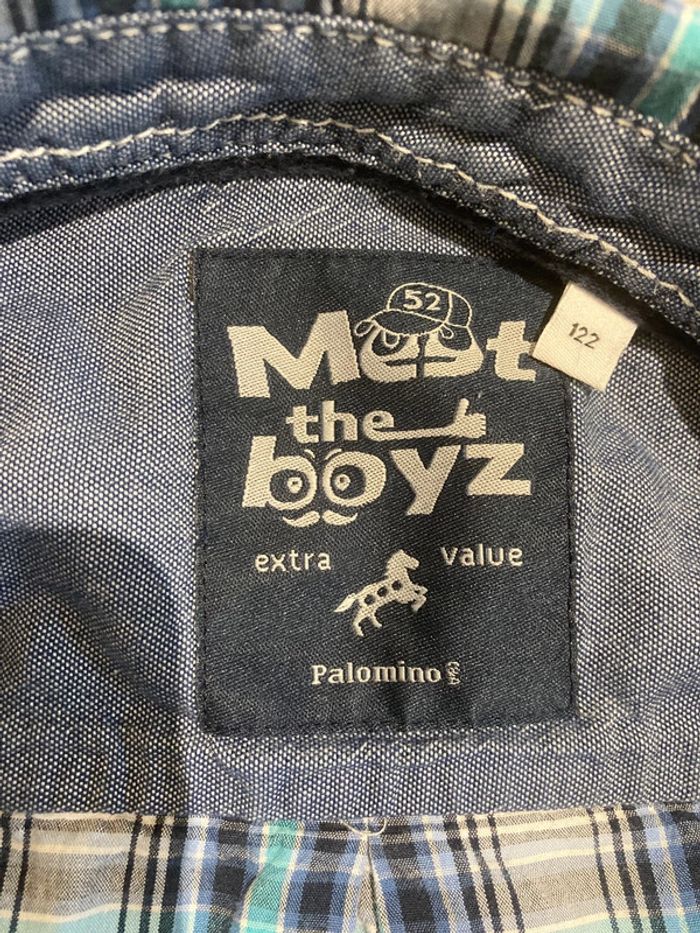 52
Meet
122
the
boyz
extra value
Palomino C&A